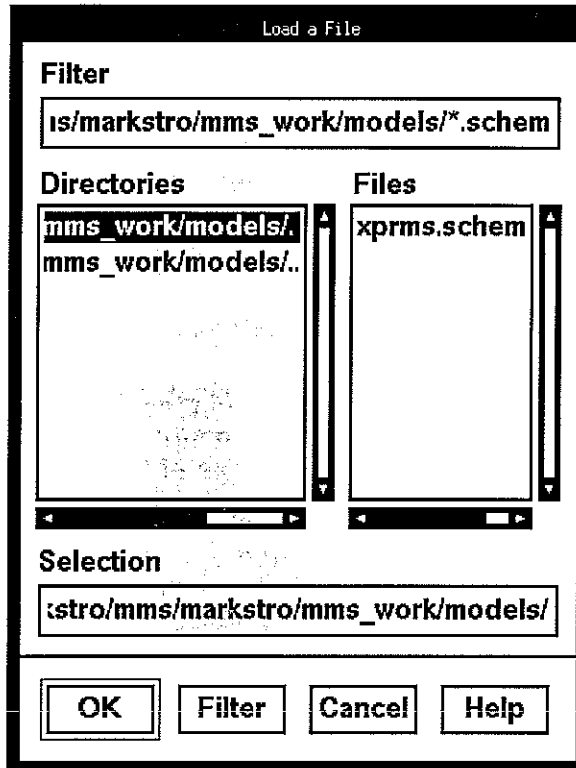 Load a File
Filter
ıs/markstro/mms_work/models/*.schem
Directories
Files
mms_work/models/.
xprms.schem
mms_work/models/..
Selection
stro/mms/markstro/mms_work/models/
OK
Filter
Cancel
Help